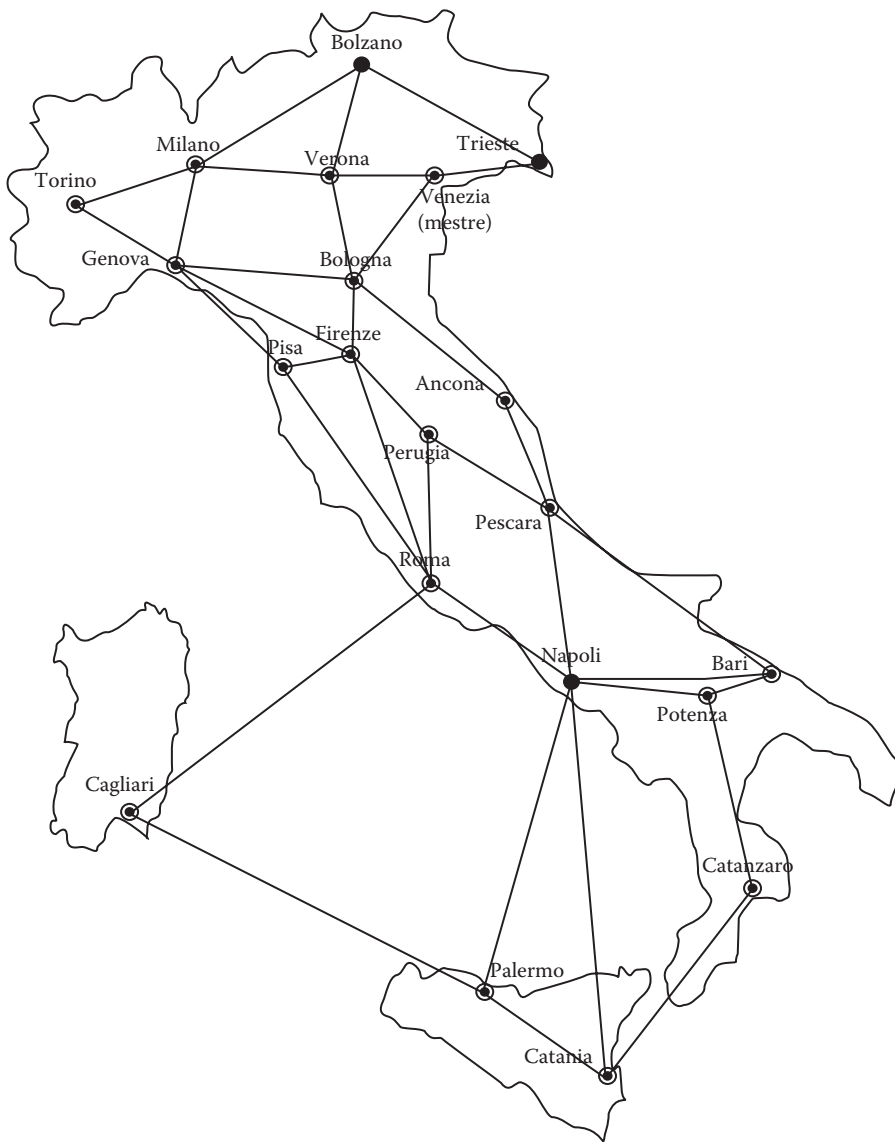 Bolzano
Trieste
Milano
Verona
Torino
Venezia
(mestre)
Genova
Bologna
Firenze
Pisa
Ancona
Perugia
Pescara
Roma
Napoli
Bari
Potenza
Cagliari
Catanzaro
Palermo
Catania